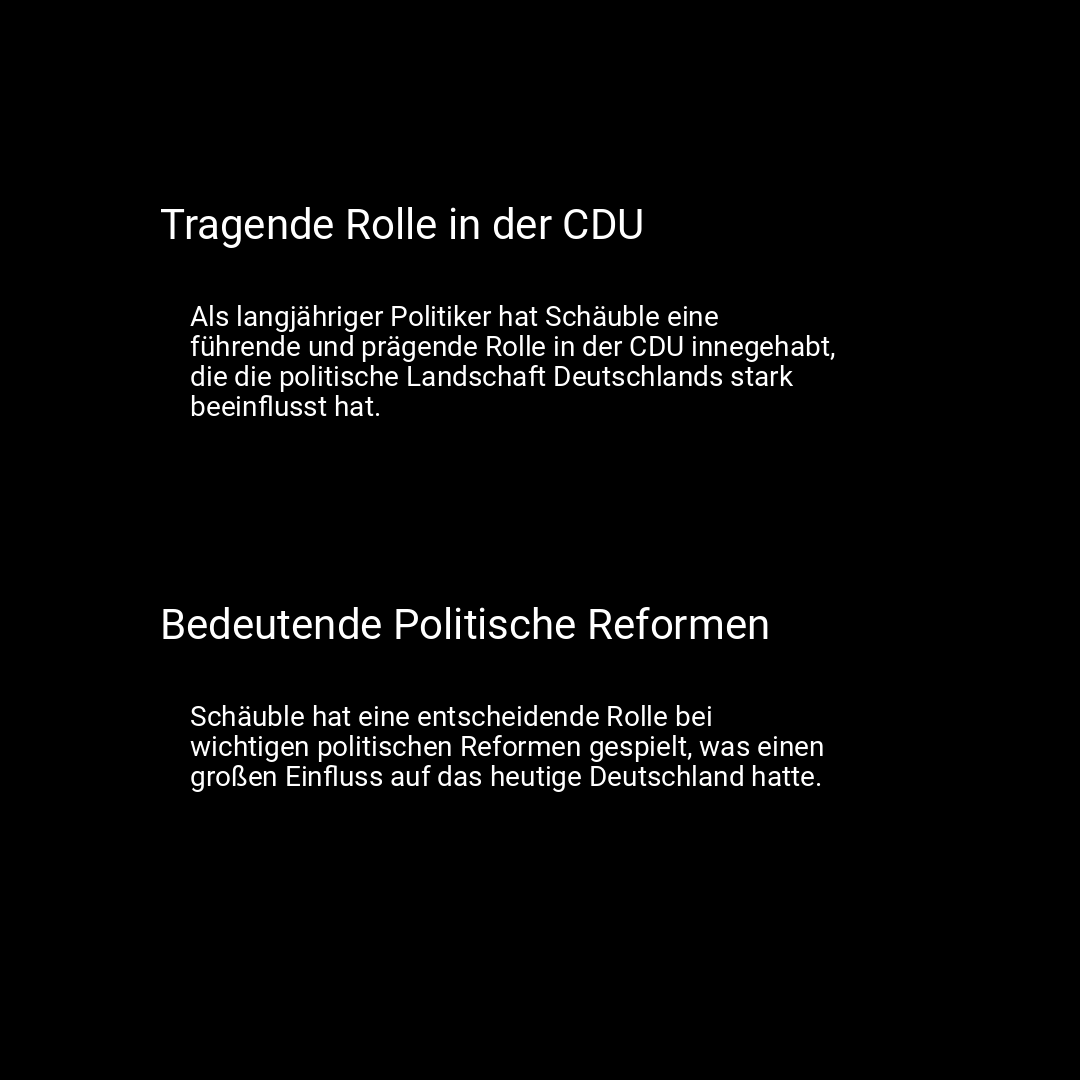 Tragende Rolle in der CDU
Als langjähriger Politiker hat Schäuble eine
führende und prägende Rolle in der CDU innegehabt,
die die politische Landschaft Deutschlands stark
beeinflusst hat.
Bedeutende Politische Reformen
Schäuble hat eine entscheidende Rolle bei
wichtigen politischen Reformen gespielt, was einen
großen Einfluss auf das heutige Deutschland hatte.